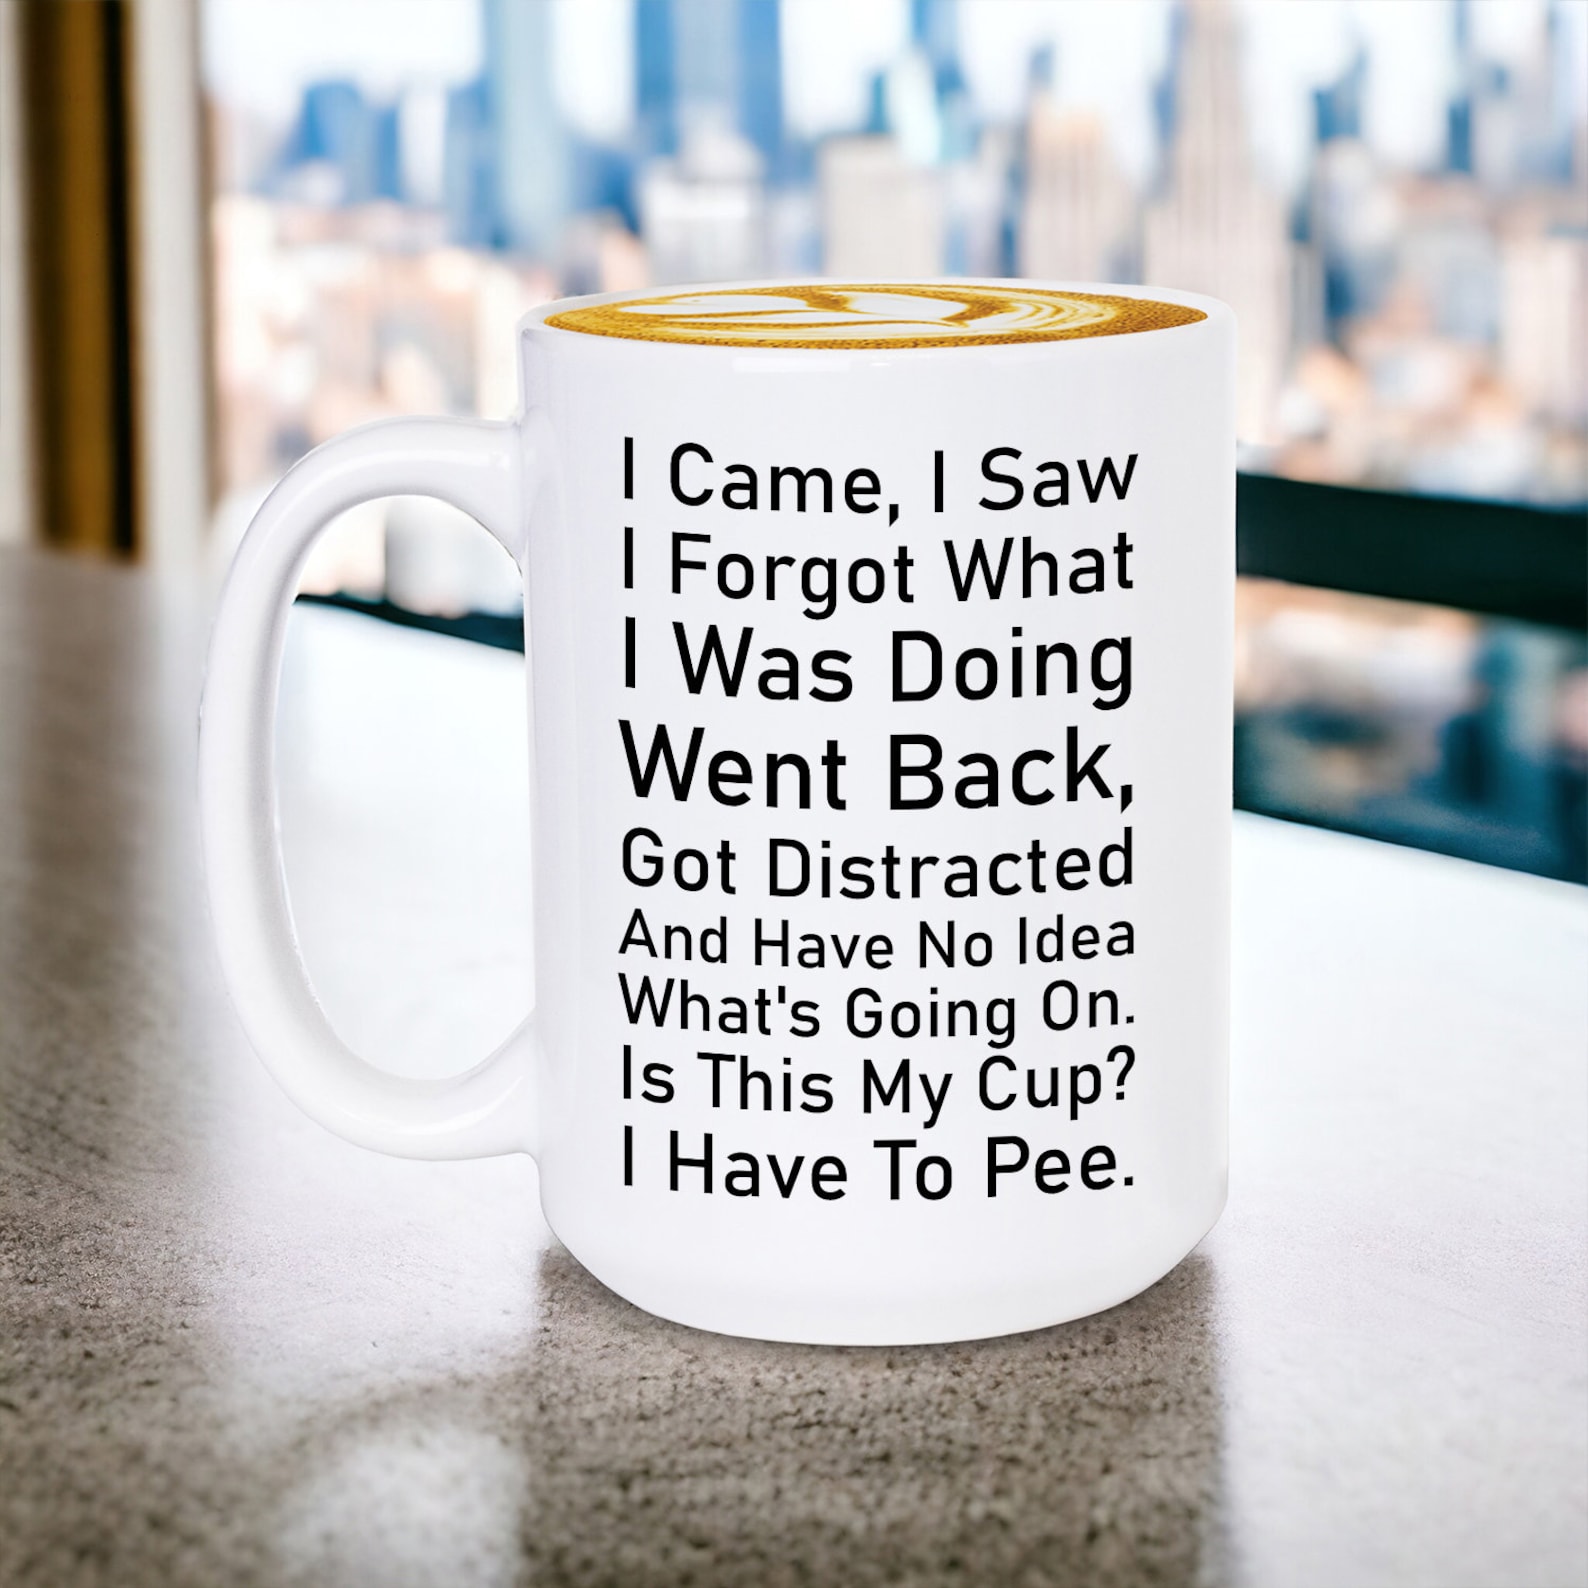 I Came, I Saw
I Forgot What
I Was Doing
Went Back,
Got Distracted
And Have No Idea
What's Going On.
Is This My Cup?
I Have To Pee.